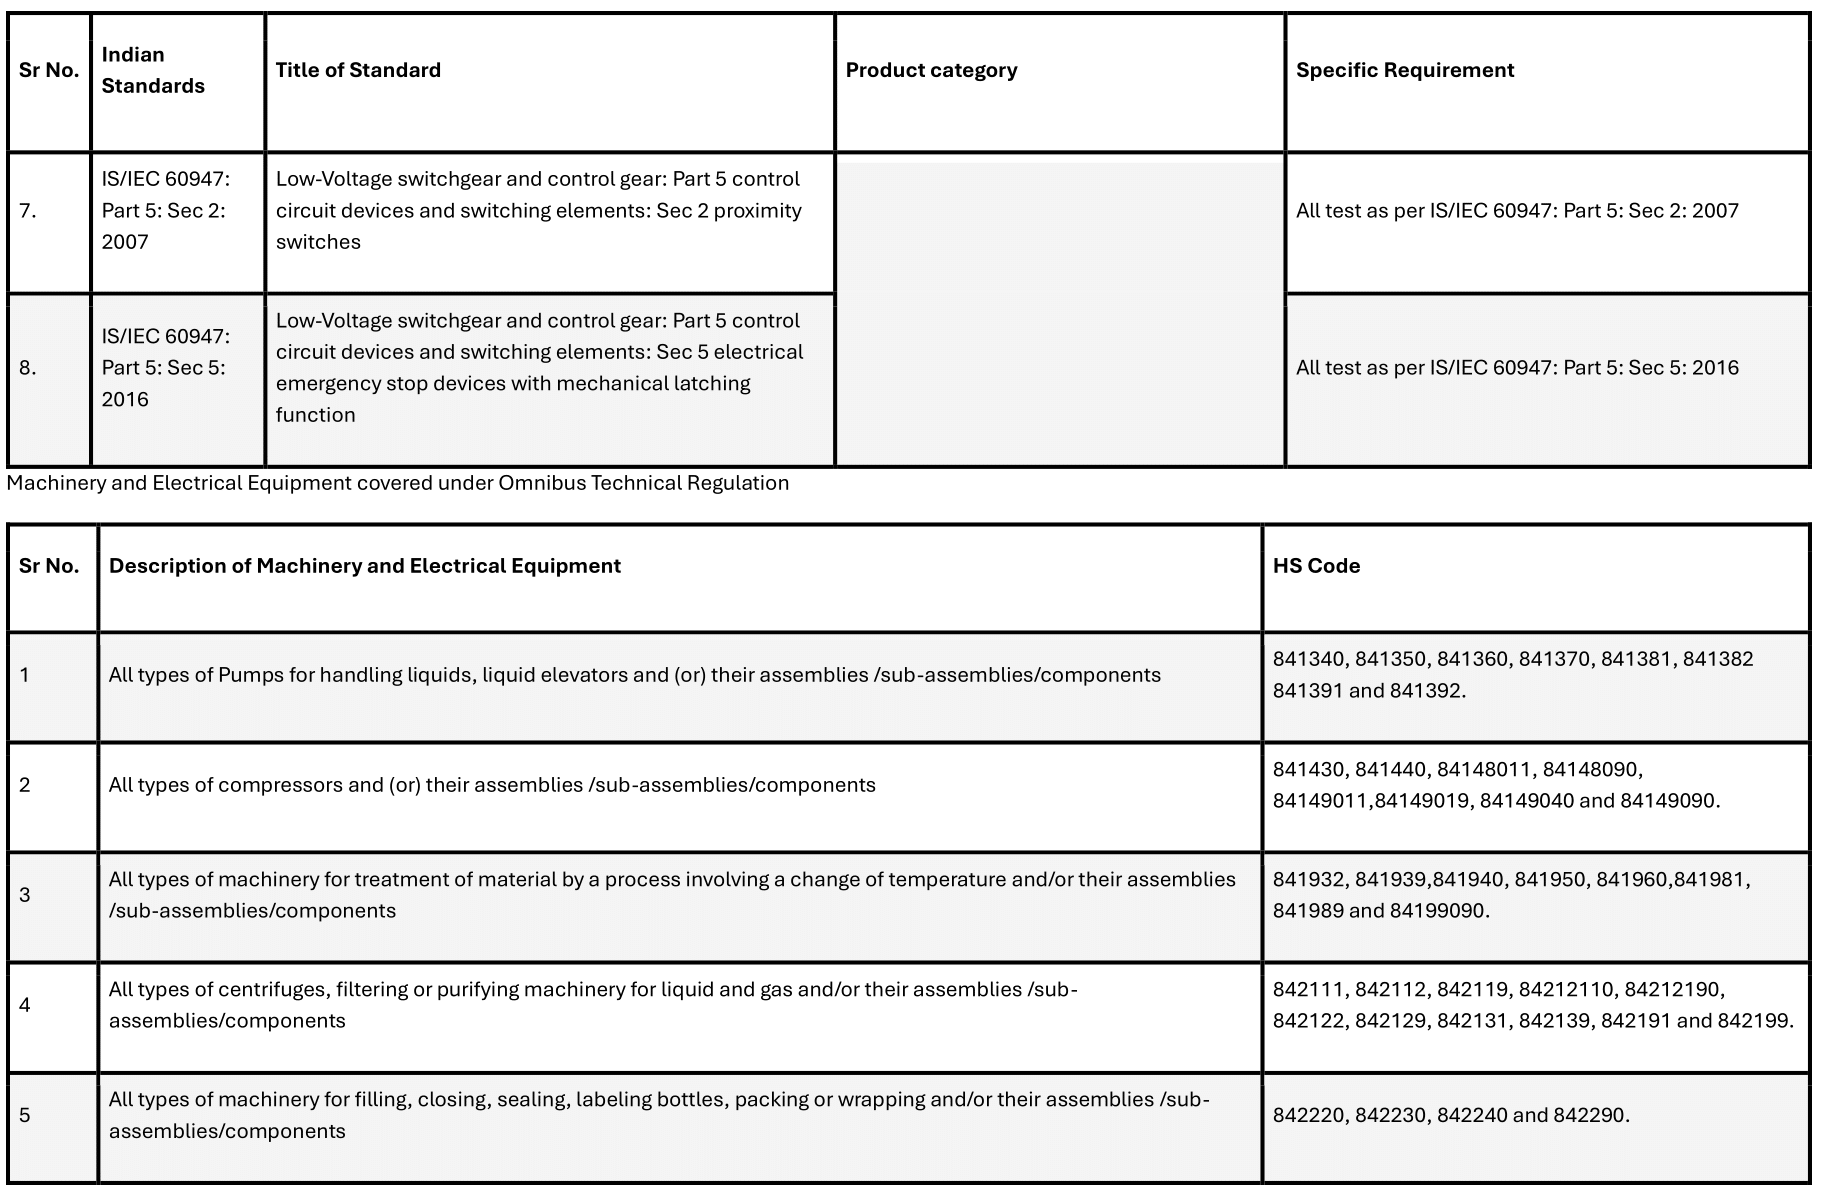 Sr No.
Indian
Standards
Title of Standard
Product category
Specific Requirement
7.
IS/IEC 60947:
Part 5: Sec 2:
2007
Low-Voltage switchgear and control gear: Part 5 control
circuit devices and switching elements: Sec 2 proximity
switches
All test as per IS/IEC 60947: Part 5: Sec 2: 2007
8.
IS/IEC 60947:
Part 5: Sec 5:
2016
Low-Voltage switchgear and control gear: Part 5 control
circuit devices and switching elements: Sec 5 electrical
emergency stop devices with mechanical latching
function
All test as per IS/IEC 60947: Part 5: Sec 5: 2016
Machinery and Electrical Equipment covered under Omnibus Technical Regulation
Sr No.
Description of Machinery and Electrical Equipment
HS Code
1
All types of Pumps for handling liquids, liquid elevators and (or) their assemblies /sub-assemblies/components
841340, 841350, 841360, 841370, 841381, 841382
841391 and 841392.
2
All types of compressors and (or) their assemblies /sub-assemblies/components
841430, 841440, 84148011, 84148090,
84149011,84149019, 84149040 and 84149090.
3
All types of machinery for treatment of material by a process involving a change of temperature and/or their assemblies
/sub-assemblies/components
841932, 841939,841940, 841950, 841960,841981,
841989 and 84199090.
4
All types of centrifuges, filtering or purifying machinery for liquid and gas and/or their assemblies /sub-
assemblies/components
842111, 842112, 842119, 84212110, 84212190,
842122, 842129, 842131, 842139, 842191 and 842199.
5
All types of machinery for filling, closing, sealing, labeling bottles, packing or wrapping and/or their assemblies /sub-
assemblies/components
842220, 842230, 842240 and 842290.